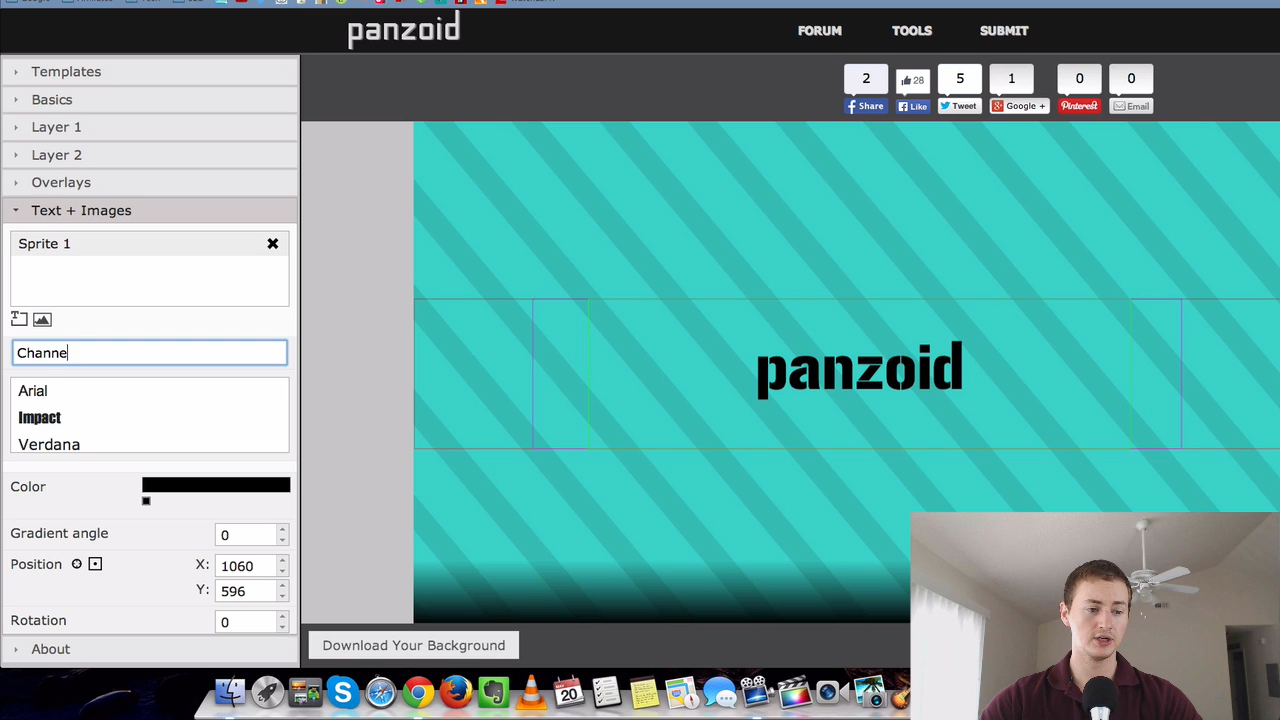 panzoid
FORUM TOOLS SUBMIT
Templates
Basics
Layer 1
Layer 2
Overlays
Text + Images
Sprite 1
Channe
Arial
Impact
Verdana
Color
Gradient angle 0
Position X: 1060
Y: 596
Rotation 0
About
2 28 5 1 0 0
Share Like Tweet Google + Pinterest Email
panzoid
Download Your Background
20